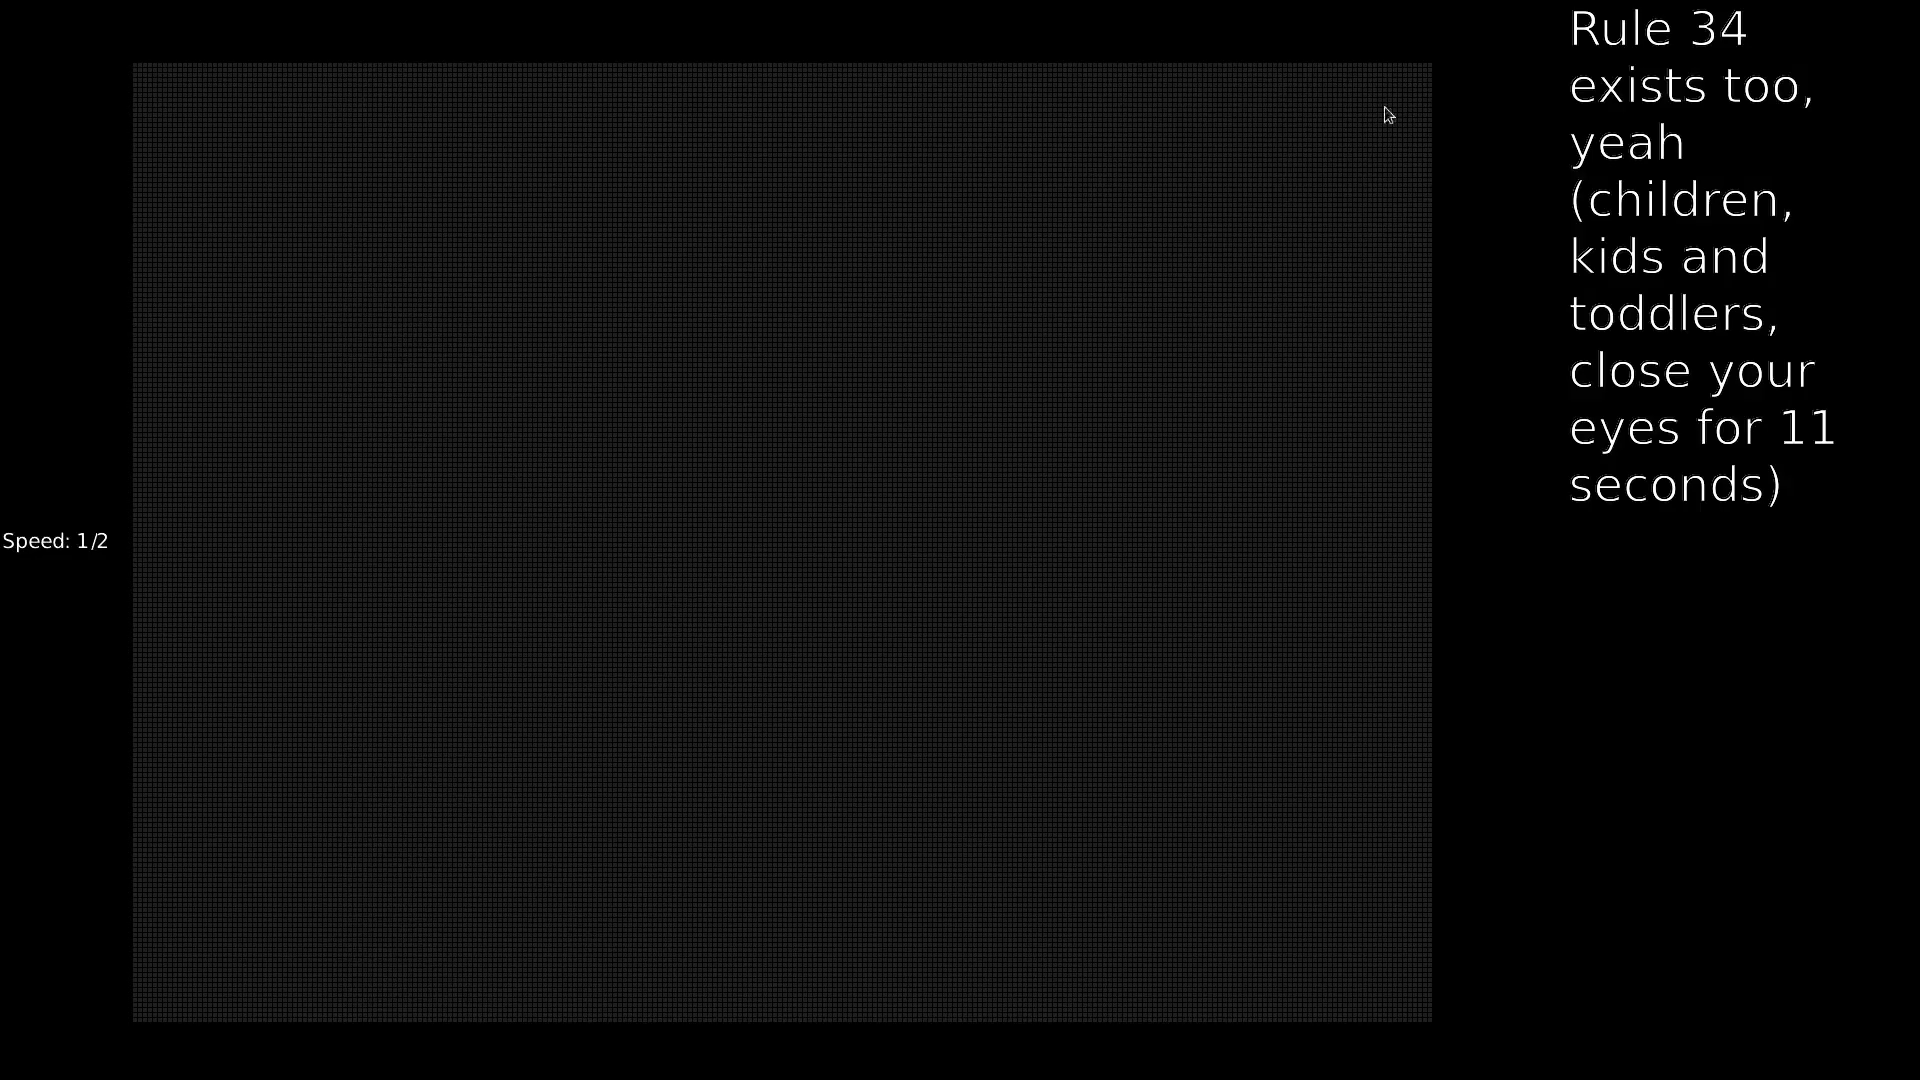 Rule 34
exists too,
yeah
(children,
kids and
toddlers,
close your
eyes for 11
seconds)
Speed: 1/2